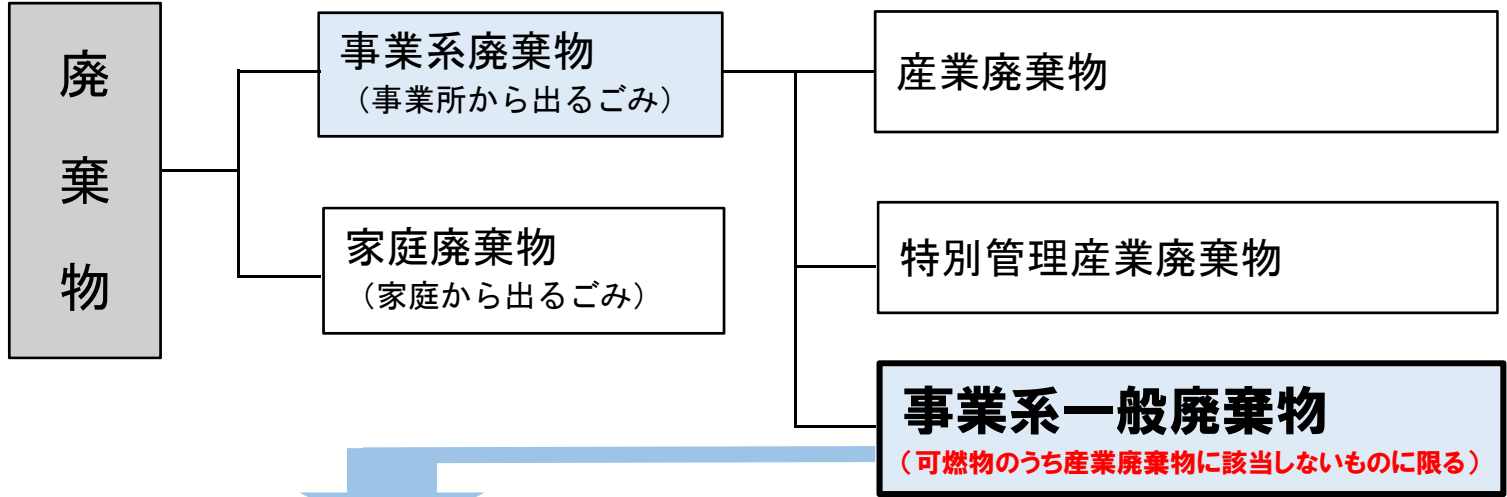 廃棄物
事業系廃棄物
（事業所から出るごみ）
家庭廃棄物
（家庭から出るごみ）
産業廃棄物
特別管理産業廃棄物
事業系一般廃棄物
（可燃物のうち産業廃棄物に該当しないものに限る）